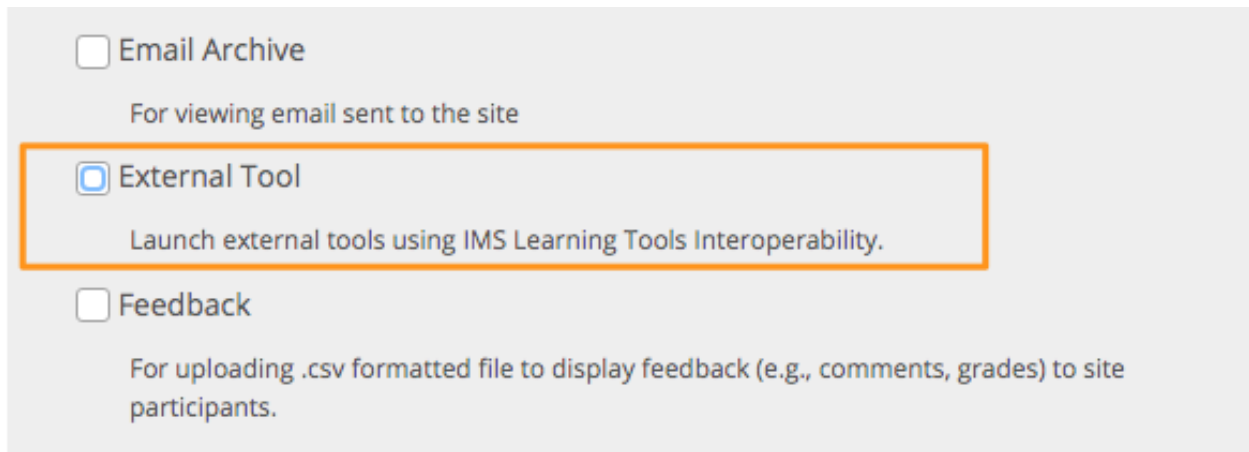 Email Archive
For viewing email sent to the site
External Tool
Launch external tools using IMS Learning Tools Interoperability.
Feedback
For uploading .csv formatted file to display feedback (e.g., comments, grades) to site
participants.